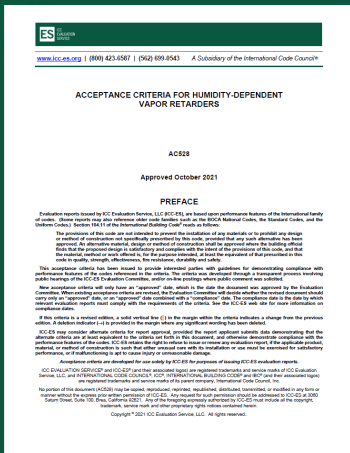 ES ICC EVALUATION SERVICE
www.icc-es.org | (800) 423-6587 | (562) 699-0543 A Subsidiary of the International Code Council®
ACCEPTANCE CRITERIA FOR HUMIDITY-DEPENDENT
VAPOR RETARDERS
AC528
Approved October 2021
PREFACE
Evaluation reports issued by ICC Evaluation Service, LLC (ICC-ES), are based upon performance features of the International family
of codes. (Some reports may also reference older code families such as the BOCA National Codes, the Standard Codes, and the
Uniform Codes.) Section 104.11 of the International Building Code® reads as follows:
The provisions of this code are not intended to prevent the installation of any materials or to prohibit any design
or method of construction not specifically prescribed by this code, provided that any such alternative has been
approved. An alternative material, design or method of construction shall be approved where the building official
finds that the proposed design is satisfactory and complies with the intent of the provisions of this code, and that
the material, method or work offered is, for the purpose intended, at least the equivalent of that prescribed in this
code in quality, strength, effectiveness, fire resistance, durability and safety.
This acceptance criteria has been issued to provide interested parties with guidelines for demonstrating compliance with
performance features of the codes referenced in the criteria. The criteria was developed through a transparent process involving
public hearings of the ICC-ES Evaluation Committee, and/or on-line postings where public comment was solicited.
New acceptance criteria will only have an "approved" date, which is the date the document was approved by the Evaluation
Committee. When existing acceptance criteria are revised, the Evaluation Committee will decide whether the revised document should
carry only an "approved" date, or an "approved" date combined with a "compliance" date. The compliance date is the date by which
relevant evaluation reports must comply with the requirements of the criteria. See the ICC-ES web site for more information on
compliance dates.
If this criteria is a revised edition, a solid vertical line (|) in the margin within the criteria indicates a change from the previous
edition. A deletion indicator (→) is provided in the margin where any significant wording has been deleted.
ICC-ES may consider alternate criteria for report approval, provided the report applicant submits data demonstrating that the
alternate criteria are at least equivalent to the criteria set forth in this document, and otherwise demonstrate compliance with the
performance features of the codes. ICC-ES retains the right to refuse to issue or renew any evaluation report, if the applicable product,
material, or method of construction is such that either unusual care with its installation or use must be exercised for satisfactory
performance, or if malfunctioning is apt to cause injury or unreasonable damage.
Acceptance criteria are developed for use solely by ICC-ES for purposes of issuing ICC-ES evaluation reports.
ICC EVALUATION SERVICE® and ICC-ES® (and their associated logos) are registered trademarks and service marks of ICC Evaluation
Service, LLC, and INTERNATIONAL CODE COUNCIL®, ICC®, INTERNATIONAL BUILDING CODE® and IBC® (and their associated logos)
are registered trademarks and service marks of its parent company, International Code Council, Inc.
No portion of this document (AC528) may be copied, reproduced, reprinted, republished, distributed, transmitted, or modified in any form or
manner without the express prior written permission of ICC-ES. Any request for such permission should be addressed to ICC-ES at 3060
Saturn Street, Suite 100, Brea, California 92821. Any of the foregoing expressly authorized by ICC-ES must include all the copyright,
trademark, service mark and other proprietary rights notices contained herein.
Copyright © 2021 ICC Evaluation Service, LLC. All rights reserved.